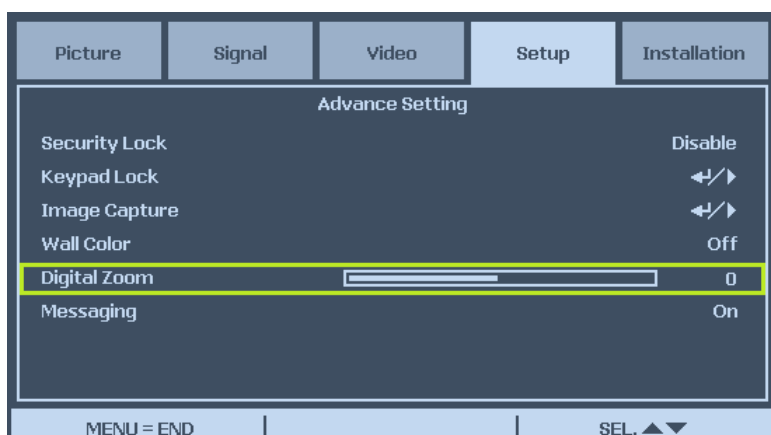 Picture Signal Video Setup Installation
Advance Setting
Security Lock Disable
Keypad Lock
Image Capture
Wall Color Off
Digital Zoom 0
Messaging On
MENU = END SEL.